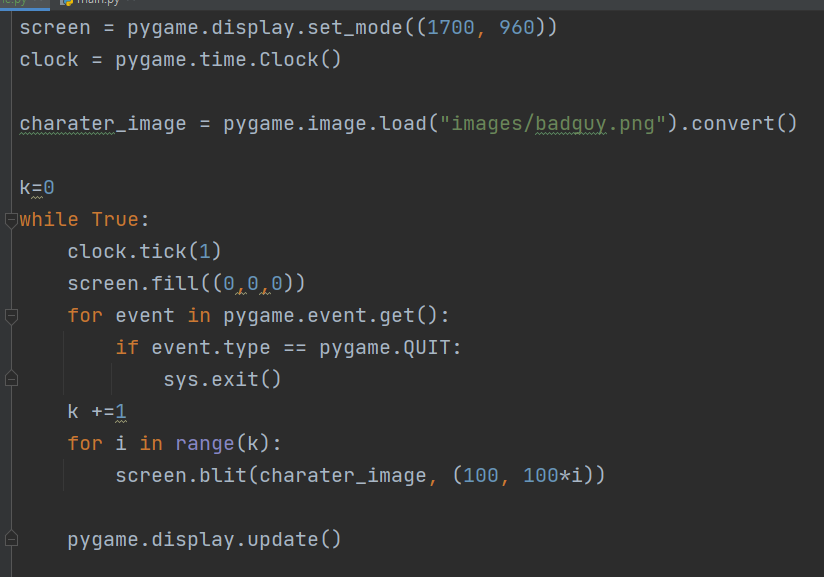 main.py
screen = pygame.display.set_mode((1700, 960))
clock = pygame.time.Clock()
charater_image = pygame.image.load("images/badguy.png").convert()
k=0
while True:
    clock.tick(1)
    screen.fill((0,0,0))
    for event in pygame.event.get():
        if event.type == pygame.QUIT:
            sys.exit()
    k +=1
    for i in range(k):
        screen.blit(charater_image, (100, 100*i))
    pygame.display.update()